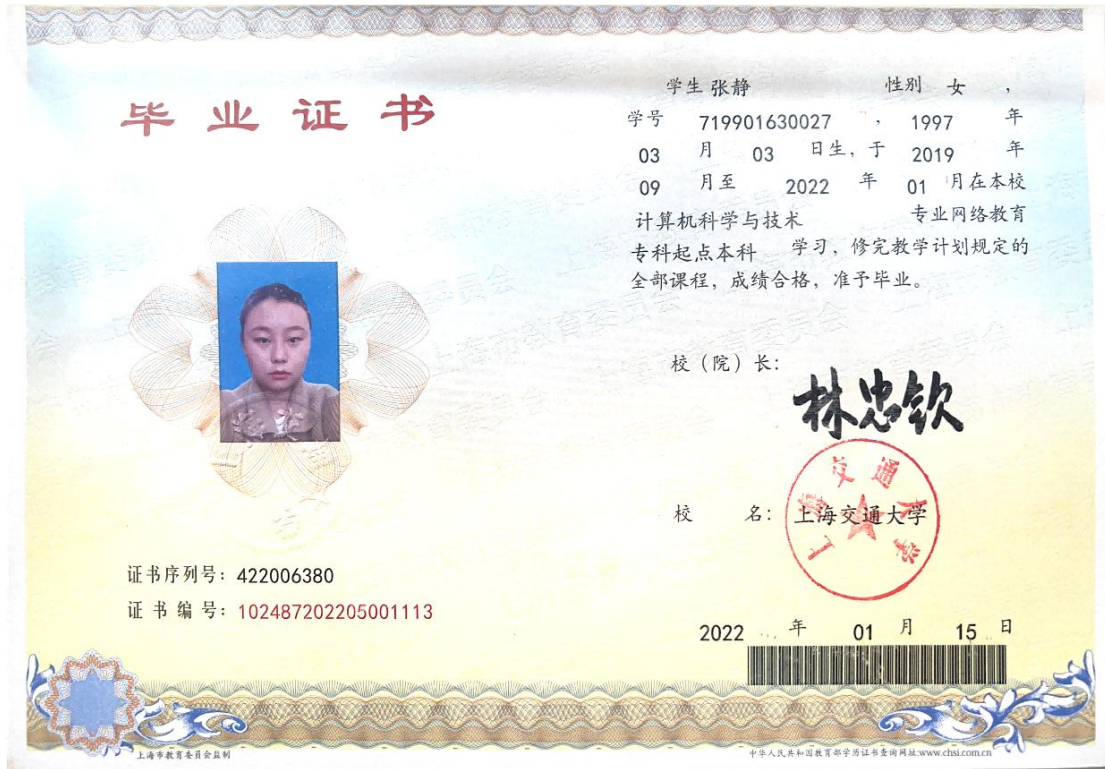 毕业证书
学生 张静 性别 女 ，
学号 719901630027 ， 1997 年
03 月 03 日生，于 2019 年
09 月至 2022 年 01 月在本校
计算机科学与技术 专业网络教育
专科起点本科 学习，修完教学计划规定的
全部课程，成绩合格，准予毕业。
校（院）长：
林忠钦
校 名：上海交通大学
上海交通大学
证书序列号：422006380
证书编号：102487202205001113
2022 年 01 月 15 日
上海市教育委员会监制
中华人民共和国教育部学历证书查询网址:www.chsi.com.cn